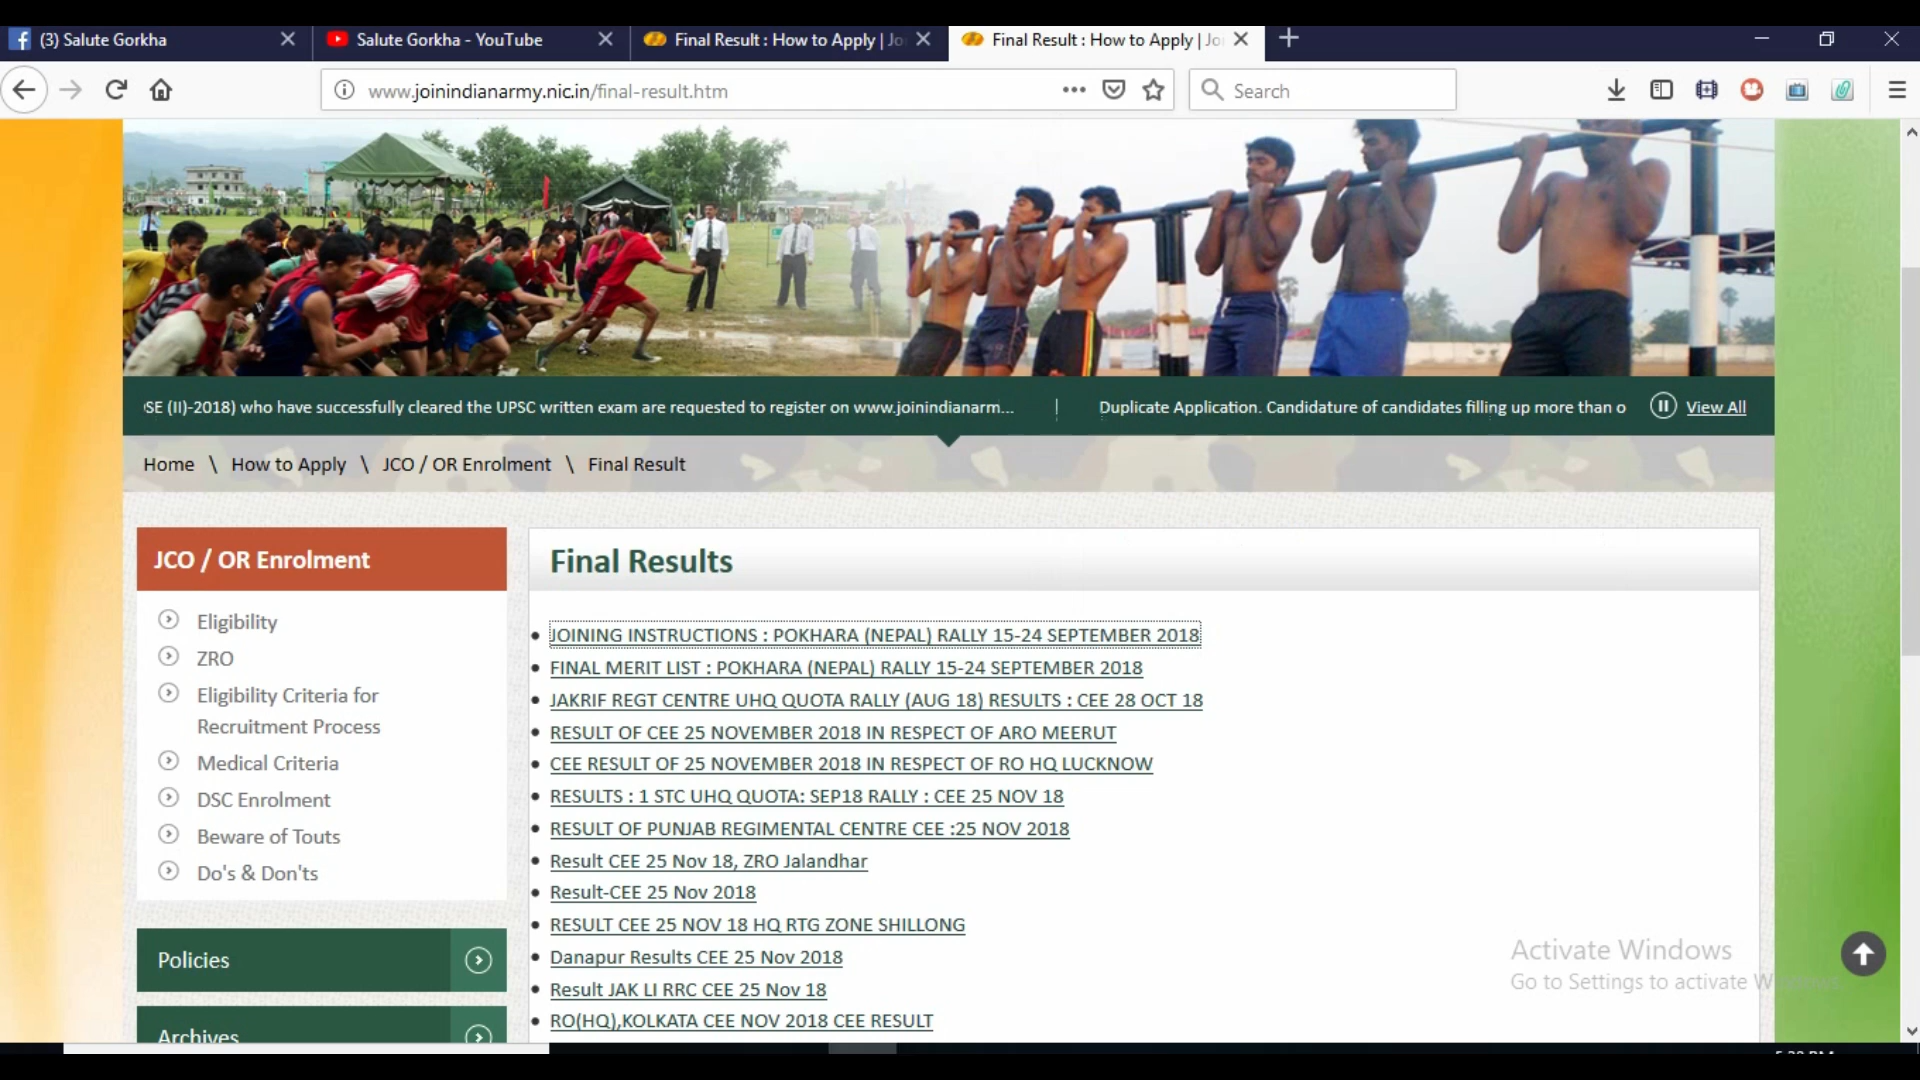 (3) Salute Gorkha
Salute Gorkha - YouTube
Final Result : How to Apply | Jo
Final Result : How to Apply | Jo
www.joinindianarmy.nic.in/final-result.htm
Search
SE (II)-2018) who have successfully cleared the UPSC written exam are requested to register on www.joinindianarm...
|
Duplicate Application. Candidature of candidates filling up more than o
View All
Home \ How to Apply \ JCO / OR Enrolment \ Final Result
JCO / OR Enrolment
Eligibility
ZRO
Eligibility Criteria for
Recruitment Process
Medical Criteria
DSC Enrolment
Beware of Touts
Do's & Don'ts
Policies
Archives
Final Results
JOINING INSTRUCTIONS : POKHARA (NEPAL) RALLY 15-24 SEPTEMBER 2018
FINAL MERIT LIST : POKHARA (NEPAL) RALLY 15-24 SEPTEMBER 2018
JAKRIF REGT CENTRE UHQ QUOTA RALLY (AUG 18) RESULTS : CEE 28 OCT 18
RESULT OF CEE 25 NOVEMBER 2018 IN RESPECT OF ARO MEERUT
CEE RESULT OF 25 NOVEMBER 2018 IN RESPECT OF RO HQ LUCKNOW
RESULTS : 1 STC UHQ QUOTA: SEP18 RALLY : CEE 25 NOV 18
RESULT OF PUNJAB REGIMENTAL CENTRE CEE :25 NOV 2018
Result CEE 25 Nov 18, ZRO Jalandhar
Result-CEE 25 Nov 2018
RESULT CEE 25 NOV 18 HQ RTG ZONE SHILLONG
Danapur Results CEE 25 Nov 2018
Result JAK LI RRC CEE 25 Nov 18
RO(HQ),KOLKATA CEE NOV 2018 CEE RESULT
Activate Windows
Go to Settings to activate